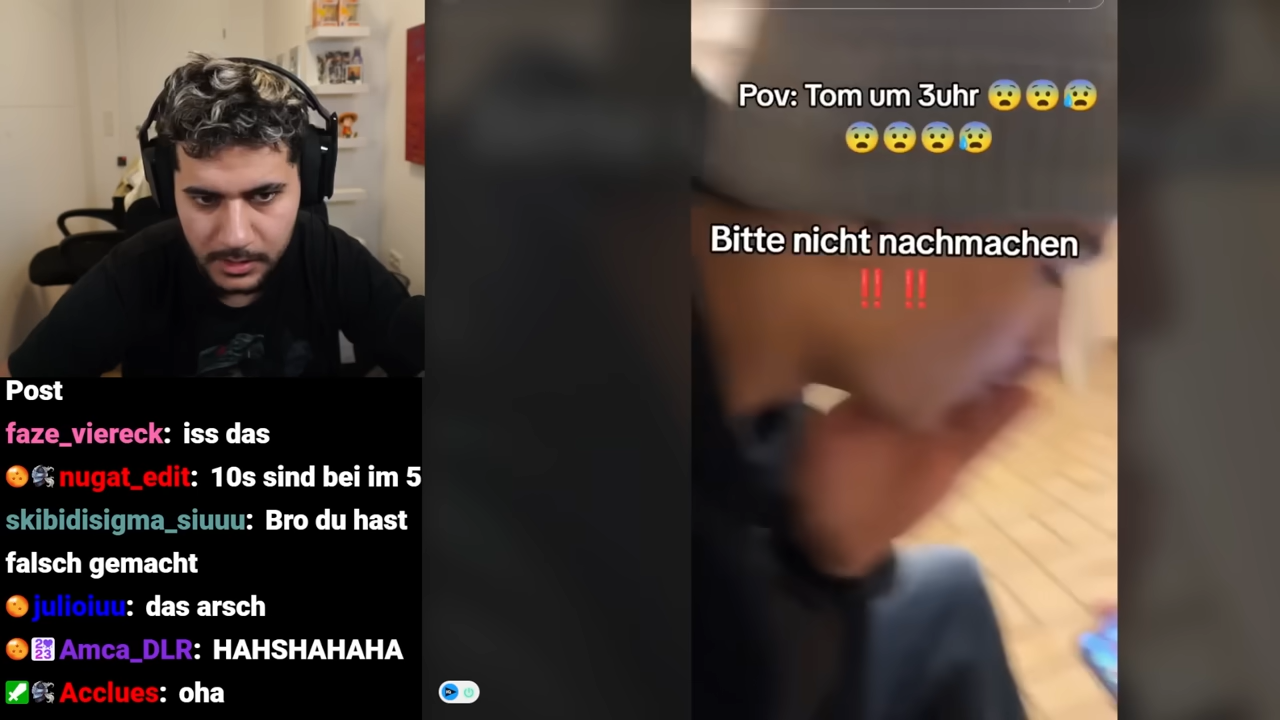 Pov: Tom um 3uhr 😨😨😰
😨😨😨😰
Bitte nicht nachmachen
‼️ ‼️
Post
faze_viereck: iss das
nugat_edit: 10s sind bei im 5
skibidisigma_siuuu: Bro du hast
falsch gemacht
julioiuu: das arsch
Amca_DLR: HAHSHAHAHA
Acclues: oha